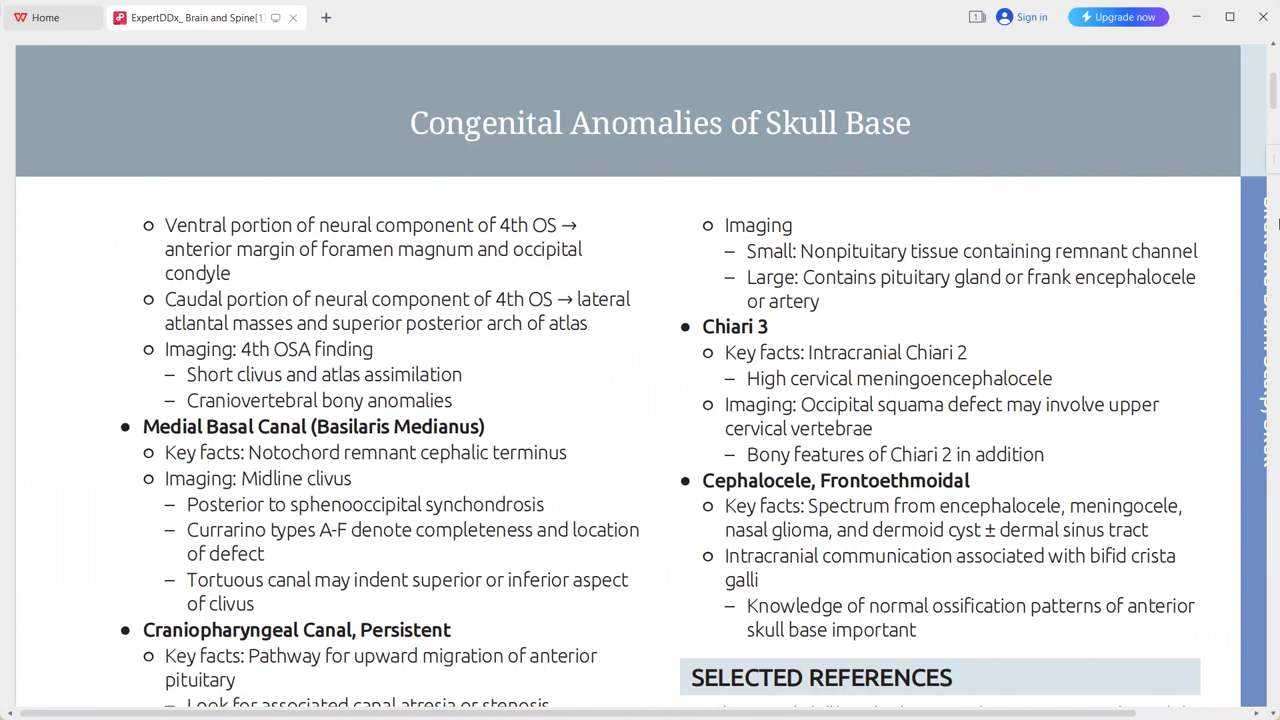 Home
ExpertDDx_ Brain and Spine[1]
1
Sign in
Upgrade now
Congenital Anomalies of Skull Base
Ventral portion of neural component of 4th OS →
anterior margin of foramen magnum and occipital
condyle
Caudal portion of neural component of 4th OS → lateral
atlantal masses and superior posterior arch of atlas
Imaging: 4th OSA finding
– Short clivus and atlas assimilation
– Craniovertebral bony anomalies
• Medial Basal Canal (Basilaris Medianus)
Key facts: Notochord remnant cephalic terminus
Imaging: Midline clivus
– Posterior to sphenooccipital synchondrosis
– Currarino types A-F denote completeness and location
of defect
– Tortuous canal may indent superior or inferior aspect
of clivus
• Craniopharyngeal Canal, Persistent
Key facts: Pathway for upward migration of anterior
pituitary
– Look for associated canal atresia or stenosis
Imaging
– Small: Nonpituitary tissue containing remnant channel
– Large: Contains pituitary gland or frank encephalocele
or artery
• Chiari 3
Key facts: Intracranial Chiari 2
– High cervical meningoencephalocele
Imaging: Occipital squama defect may involve upper
cervical vertebrae
– Bony features of Chiari 2 in addition
• Cephalocele, Frontoethmoidal
Key facts: Spectrum from encephalocele, meningocele,
nasal glioma, and dermoid cyst ± dermal sinus tract
Intracranial communication associated with bifid crista
galli
– Knowledge of normal ossification patterns of anterior
skull base important
SELECTED REFERENCES